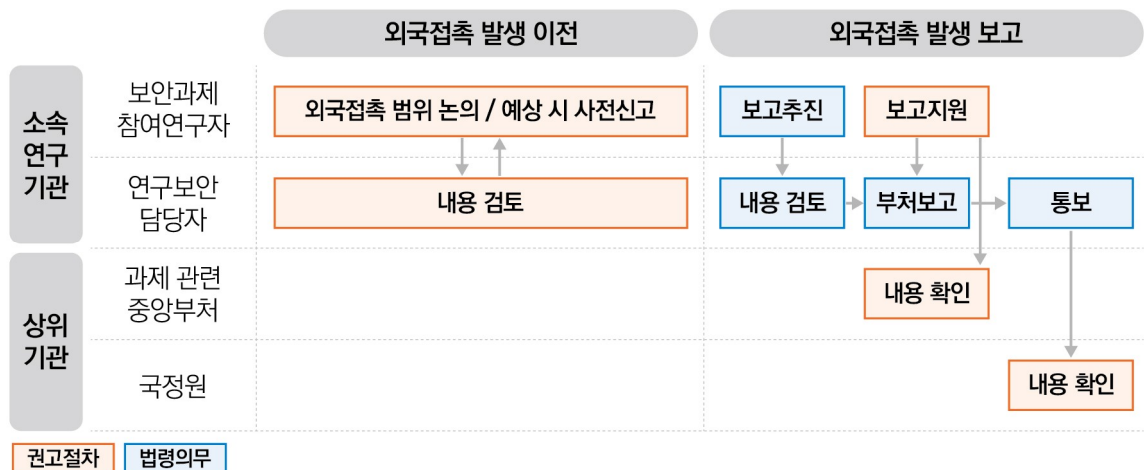 외국접촉 발생 이전
외국접촉 발생 보고
소속
연구
기관
보안과제
참여연구자
외국접촉 범위 논의 / 예상 시 사전신고
보고추진
보고지원
연구보안
담당자
내용 검토
내용 검토
부처보고
통보
상위
기관
과제 관련
중앙부처
내용 확인
국정원
내용 확인
권고절차
법령의무